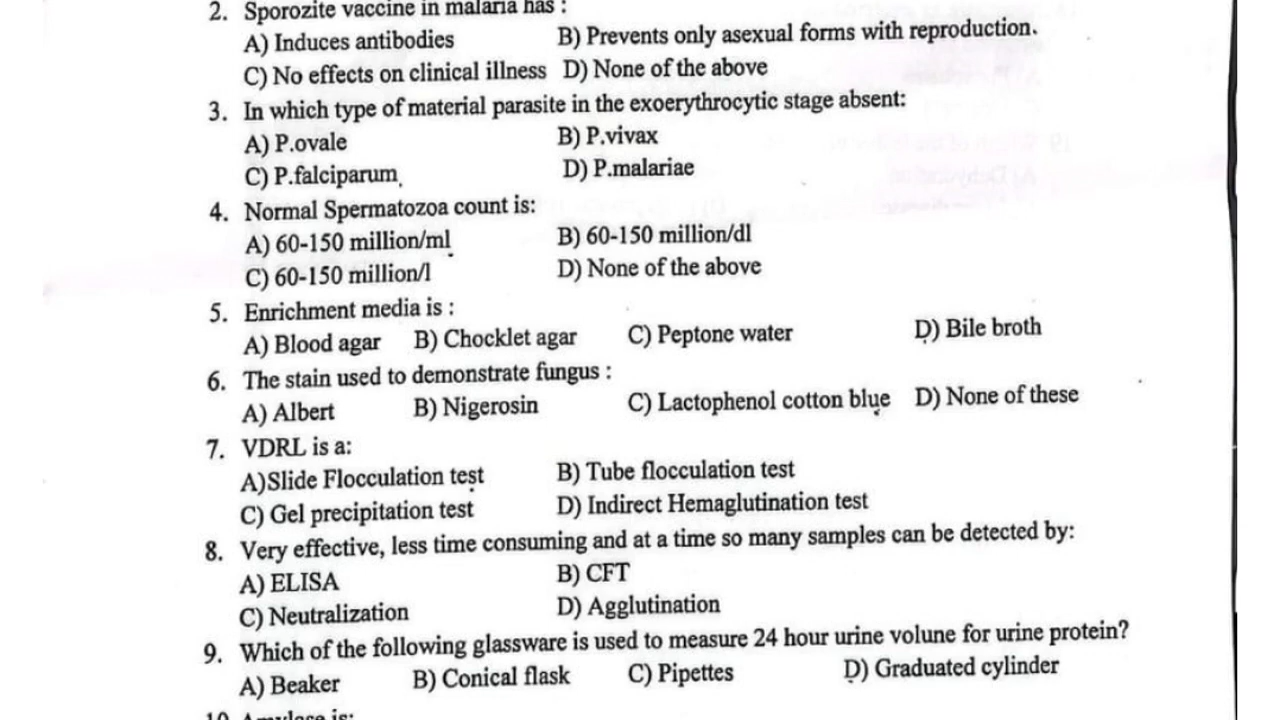 2. Sporozite vaccine in malaria has :
A) Induces antibodies B) Prevents only asexual forms with reproduction.
C) No effects on clinical illness D) None of the above
3. In which type of material parasite in the exoerythrocytic stage absent:
A) P.ovale B) P.vivax
C) P.falciparum D) P.malariae
4. Normal Spermatozoa count is:
A) 60-150 million/ml B) 60-150 million/dl
C) 60-150 million/l D) None of the above
5. Enrichment media is :
A) Blood agar B) Chocklet agar C) Peptone water D) Bile broth
6. The stain used to demonstrate fungus :
A) Albert B) Nigerosin C) Lactophenol cotton blue D) None of these
7. VDRL is a:
A)Slide Flocculation test B) Tube flocculation test
C) Gel precipitation test D) Indirect Hemaglutination test
8. Very effective, less time consuming and at a time so many samples can be detected by:
A) ELISA B) CFT
C) Neutralization D) Agglutination
9. Which of the following glassware is used to measure 24 hour urine volune for urine protein?
A) Beaker B) Conical flask C) Pipettes D) Graduated cylinder
10. Amylase is: